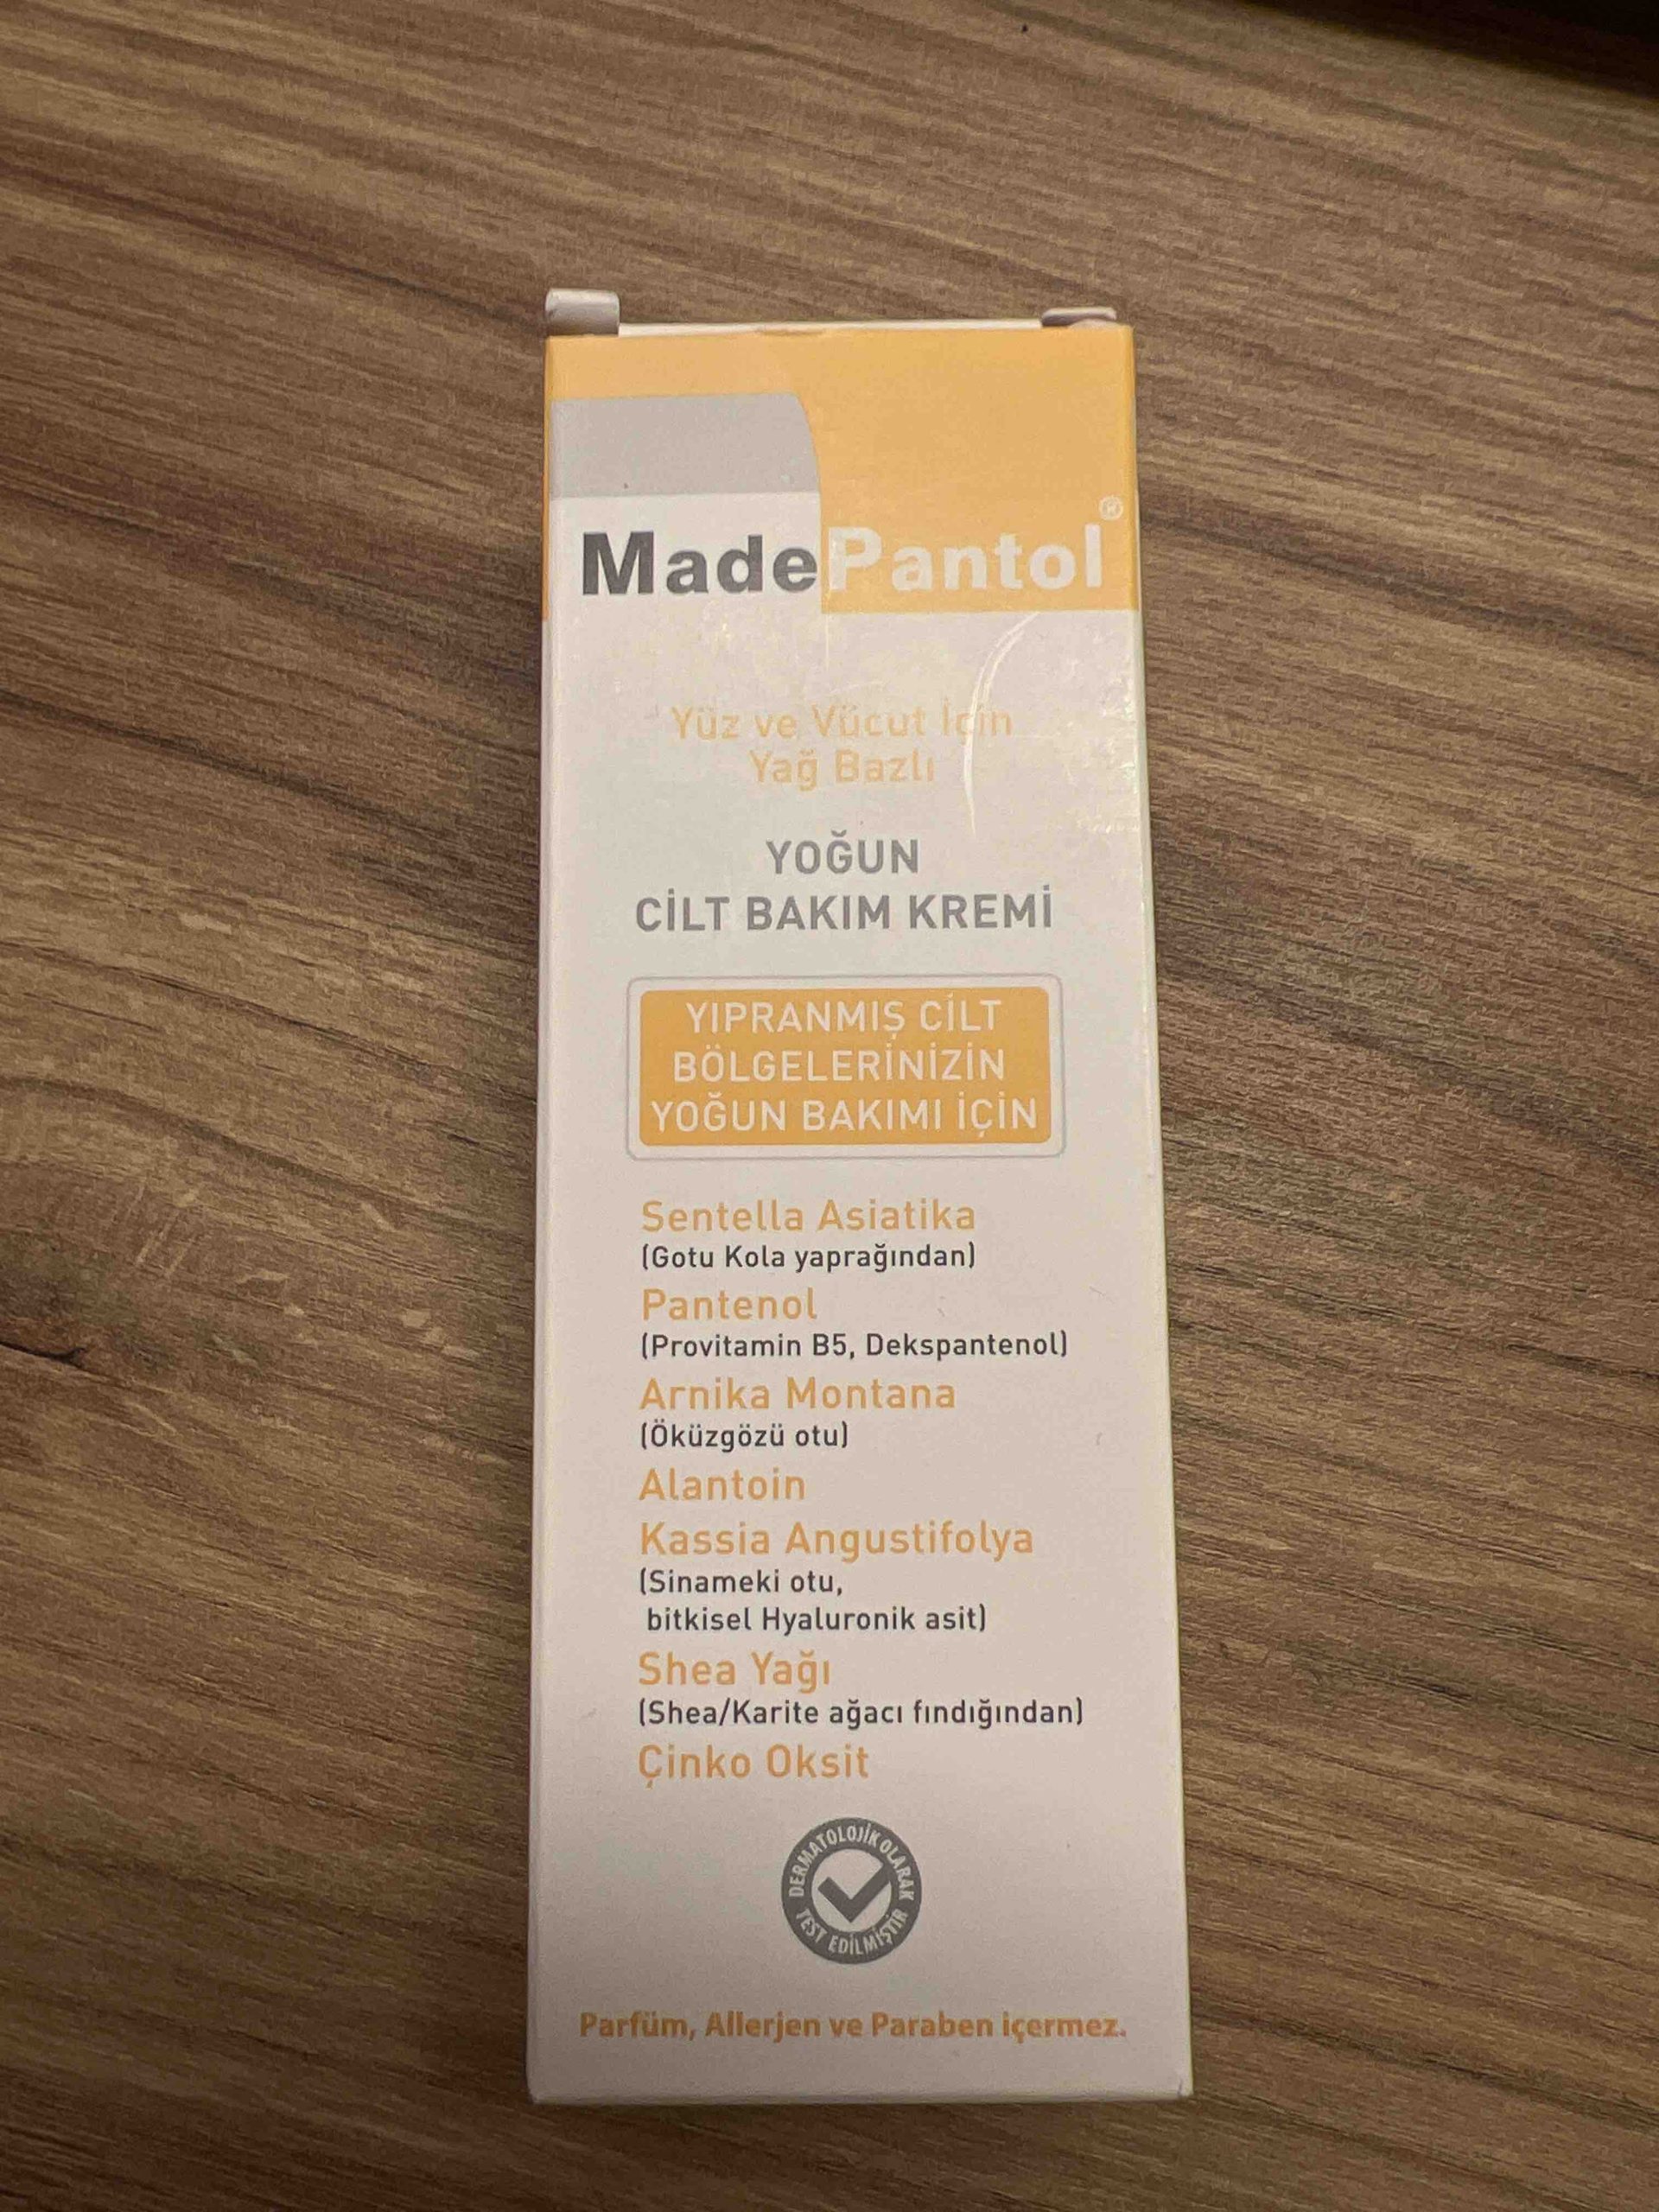 MadePantol®
Yüz ve Vücut İçin
Yağ Bazlı
YOĞUN
CİLT BAKIM KREMİ
YIPRANMIŞ CİLT
BÖLGELERİNİZİN
YOĞUN BAKIMI İÇİN
Sentella Asiatika
(Gotu Kola yaprağından)
Pantenol
(Provitamin B5, Dekspantenol)
Arnika Montana
(Öküzgözü otu)
Alantoin
Kassia Angustifolya
(Sinameki otu,
bitkisel Hyaluronik asit)
Shea Yağı
(Shea/Karite ağacı fındığından)
Çinko Oksit
DERMATOLOJİK OLARAK
TEST EDİLMİŞTİR
Parfüm, Allerjen ve Paraben içermez.